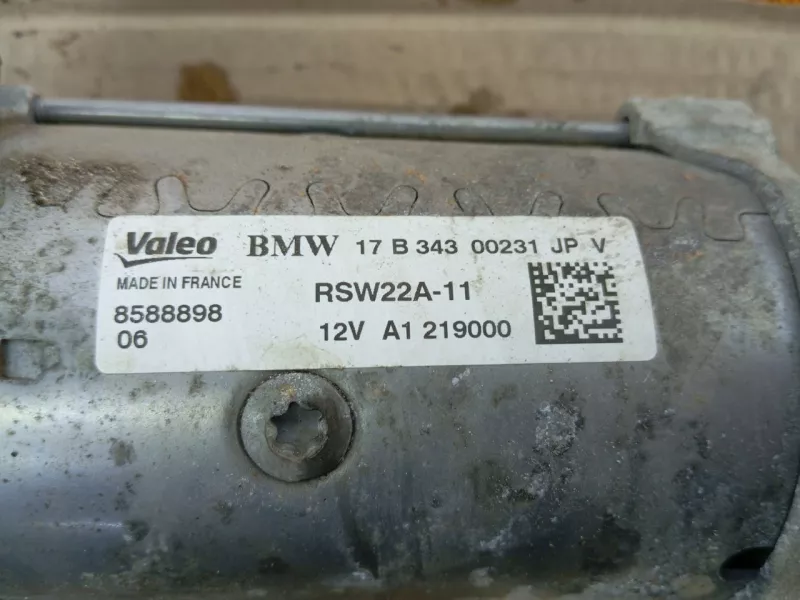 Valeo BMW 17 B 343 00231 JP V
MADE IN FRANCE RSW22A-11
8588898 12V A1 219000
06